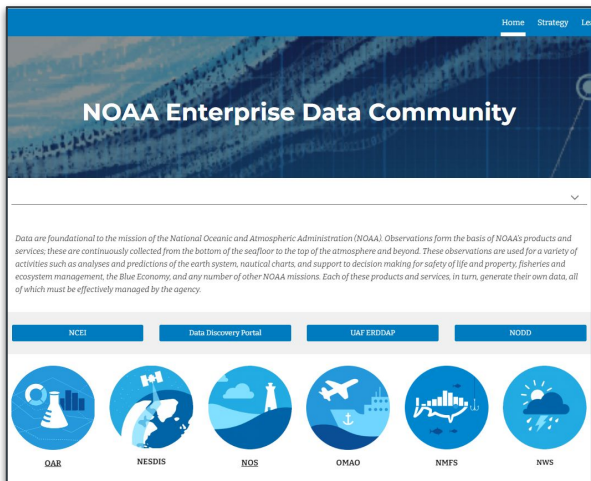 Home Strategy
NOAA Enterprise Data Community
Data are foundational to the mission of the National Oceanic and Atmospheric Administration (NOAA). Observations form the basis of NOAA's products and
services; these are continuously collected from the bottom of the seafloor to the top of the atmosphere and beyond. These observations are used for a variety of
activities such as analyses and predictions of the earth system, nautical charts, and support to decision making for safety of life and property, fisheries and
ecosystem management, the Blue Economy, and any number of other NOAA missions. Each of these products and services, in turn, generate their own data, all
of which must be effectively managed by the agency.
NCEI Data Discovery Portal UAF ERDDAP NODD
OAR NESDIS NOS OMAO NMFS NWS